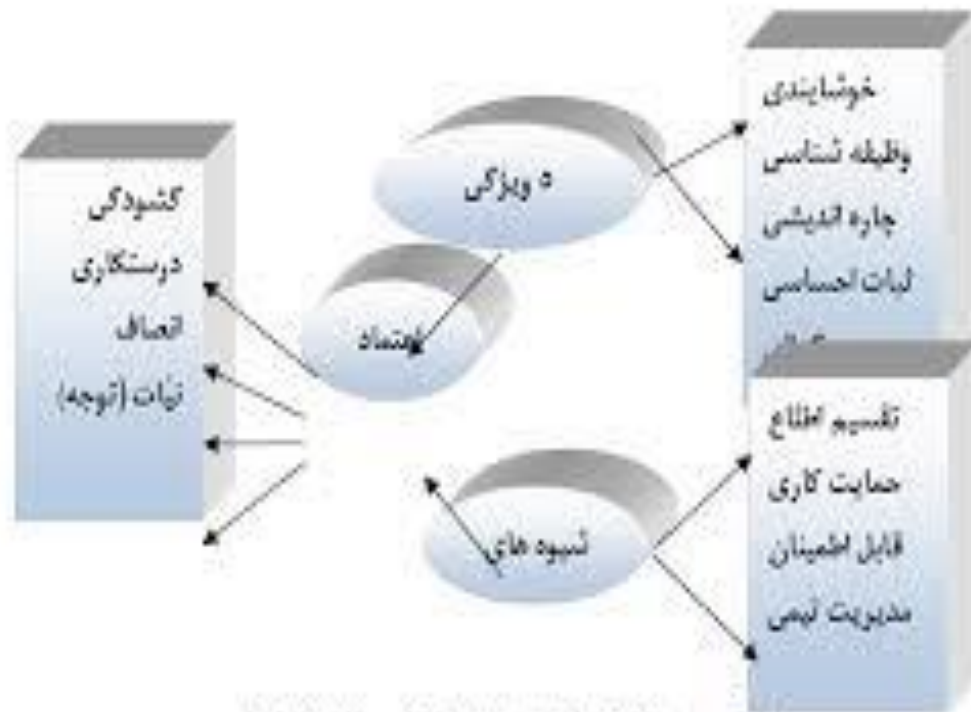 خوشایندی
وظیفه شناسی
چاره اندیشی
ثبات احساسی
۵ ویژگی
گشودگی
درستکاری
انصاف
نیات (توجه)
اعتماد
تقسیم اطلاع
حمایت کاری
قابل اطمینان
مدیریت تیمی
شیوه های